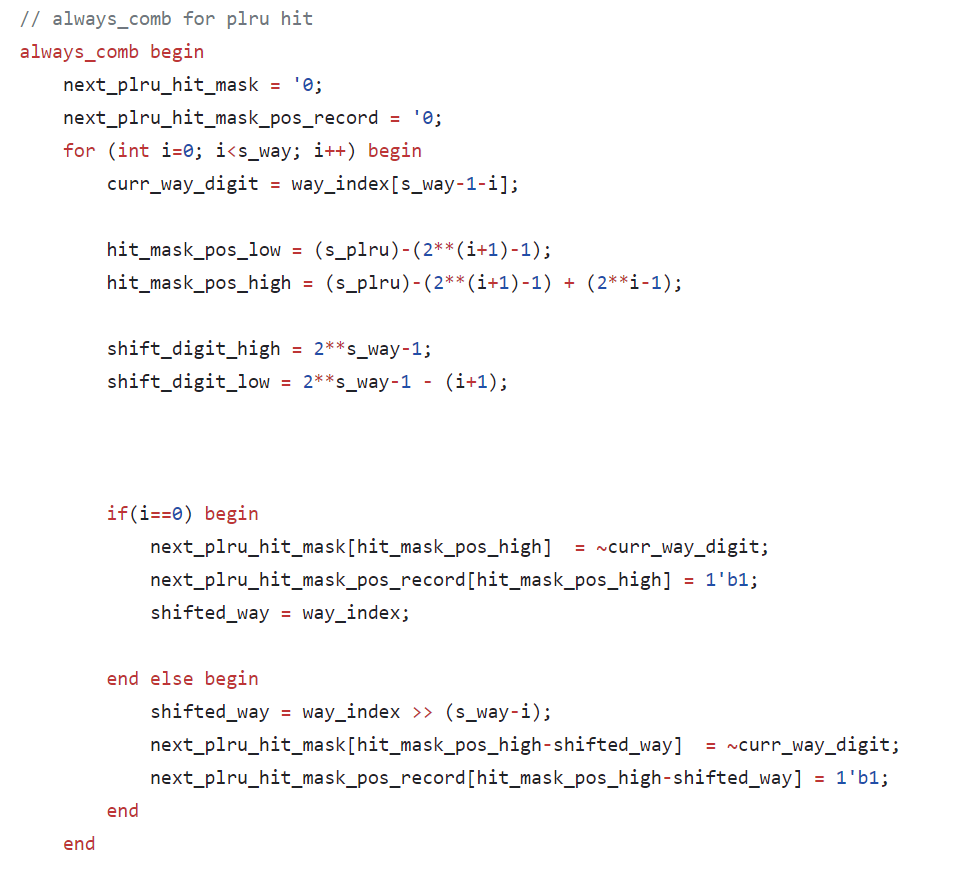 // always_comb for plru hit
always_comb begin
    next_plru_hit_mask = '0;
    next_plru_hit_mask_pos_record = '0;
    for (int i=0; i<s_way; i++) begin
        curr_way_digit = way_index[s_way-1-i];
        hit_mask_pos_low = (s_plru)-(2**(i+1)-1);
        hit_mask_pos_high = (s_plru)-(2**(i+1)-1) + (2**i-1);
        shift_digit_high = 2**s_way-1;
        shift_digit_low = 2**s_way-1 - (i+1);
        if(i==0) begin
            next_plru_hit_mask[hit_mask_pos_high]  = ~curr_way_digit;
            next_plru_hit_mask_pos_record[hit_mask_pos_high] = 1'b1;
            shifted_way = way_index;
        end else begin
            shifted_way = way_index >> (s_way-i);
            next_plru_hit_mask[hit_mask_pos_high-shifted_way]  = ~curr_way_digit;
            next_plru_hit_mask_pos_record[hit_mask_pos_high-shifted_way] = 1'b1;
        end
    end